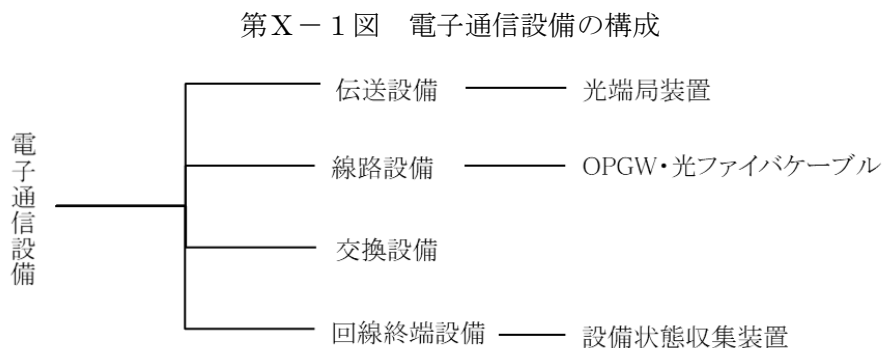 第Ⅹ－1図　電子通信設備の構成
電子通信設備
伝送設備
光端局装置
線路設備
OPGW・光ファイバケーブル
交換設備
回線終端設備
設備状態収集装置